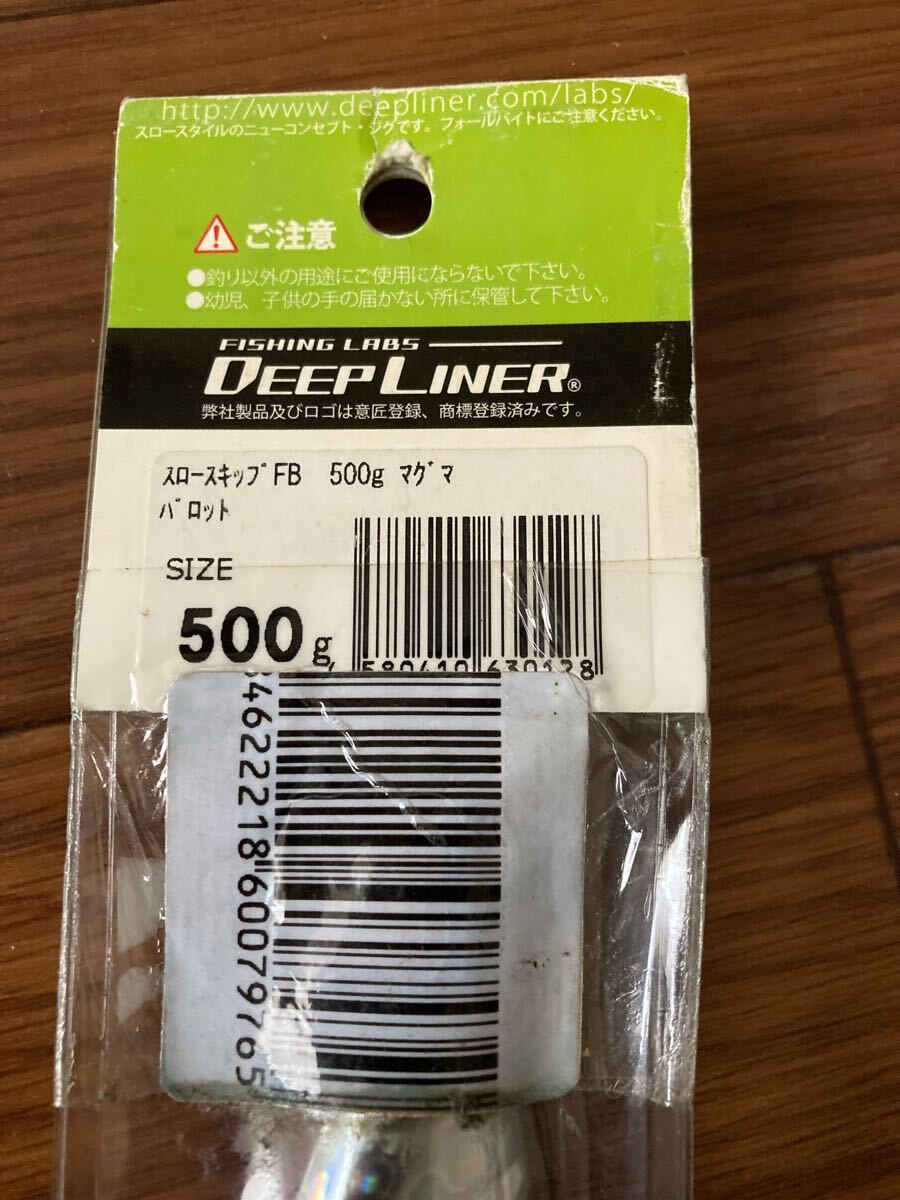 http://www.deepliner.com/labs/
スロースタイルのニューコンセプト・ジグです。フォールバイトにご注意ください。
ご注意
●釣り以外の用途にご使用にならないで下さい。
●幼児、子供の手の届かない所に保管して下さい。
FISHING LABS
DEEPLINER®
弊社製品及びロゴは意匠登録、商標登録済みです。
ｽﾛｰｽｷｯﾌﾟFB 500g ﾏｸﾞﾏ
ﾊﾟﾛｯﾄ
SIZE
500g
580410 630128
346221860079765